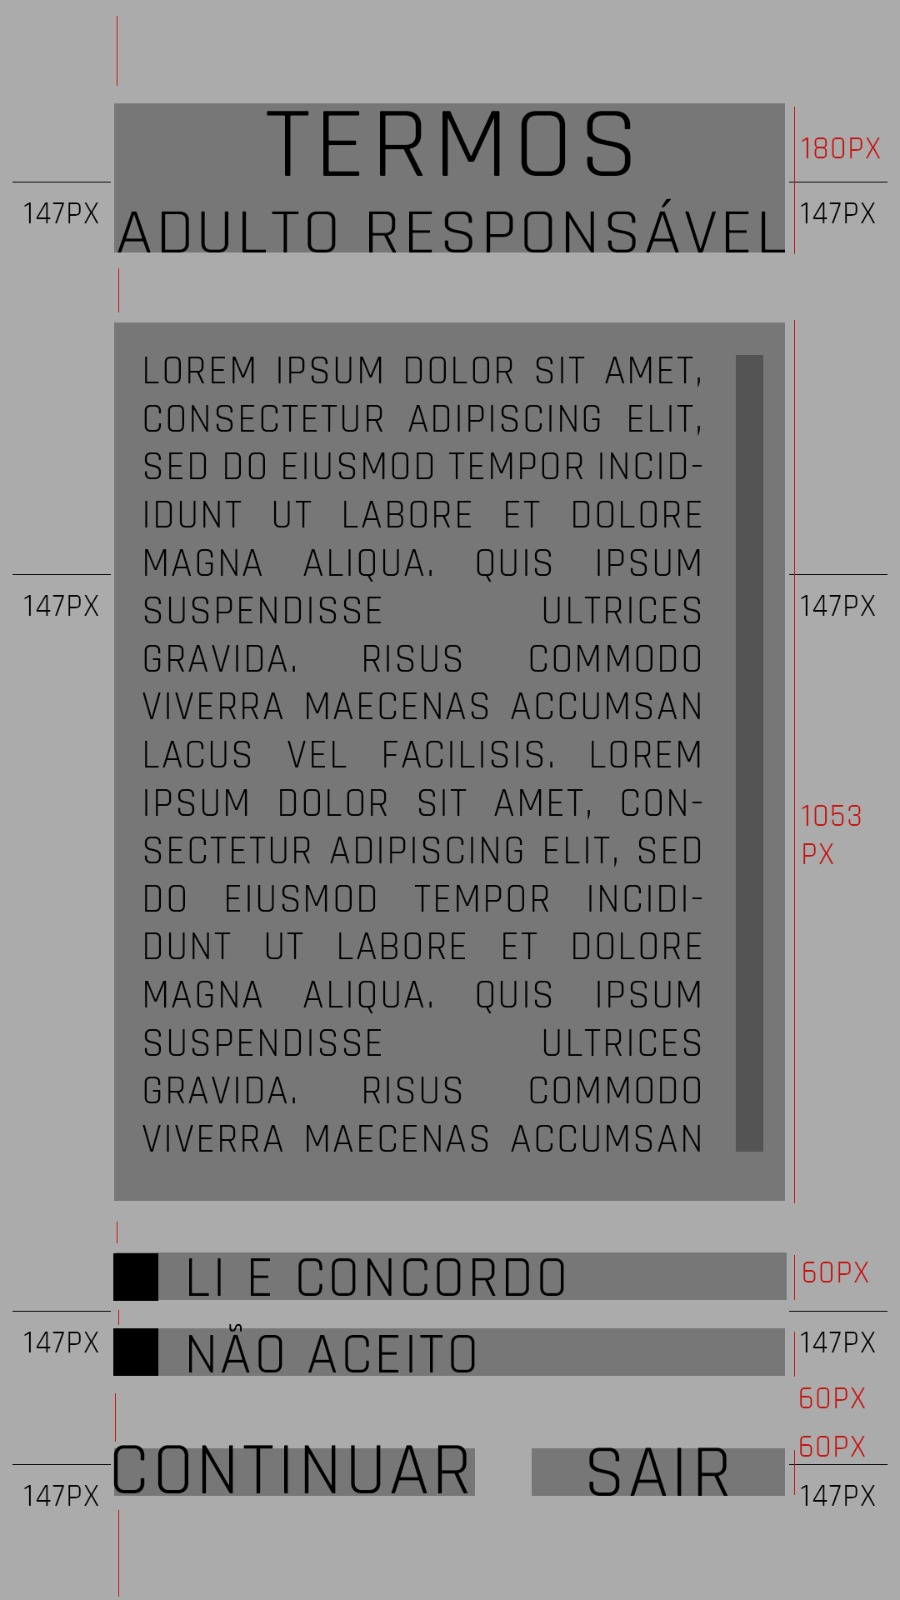 TERMOS
180PX
147PX
147PX
ADULTO RESPONSÁVEL
LOREM IPSUM DOLOR SIT AMET,
CONSECTETUR ADIPISCING ELIT,
SED DO EIUSMOD TEMPOR INCID-
IDUNT UT LABORE ET DOLORE
MAGNA ALIQUA. QUIS IPSUM
SUSPENDISSE ULTRICES
GRAVIDA. RISUS COMMODO
VIVERRA MAECENAS ACCUMSAN
LACUS VEL FACILISIS. LOREM
IPSUM DOLOR SIT AMET, CON-
SECTETUR ADIPISCING ELIT, SED
DO EIUSMOD TEMPOR INCIDI-
DUNT UT LABORE ET DOLORE
MAGNA ALIQUA. QUIS IPSUM
SUSPENDISSE ULTRICES
GRAVIDA. RISUS COMMODO
VIVERRA MAECENAS ACCUMSAN
147PX
147PX
1053
PX
LI E CONCORDO
60PX
147PX
NÃO ACEITO
147PX
60PX
60PX
CONTINUAR
SAIR
147PX
147PX